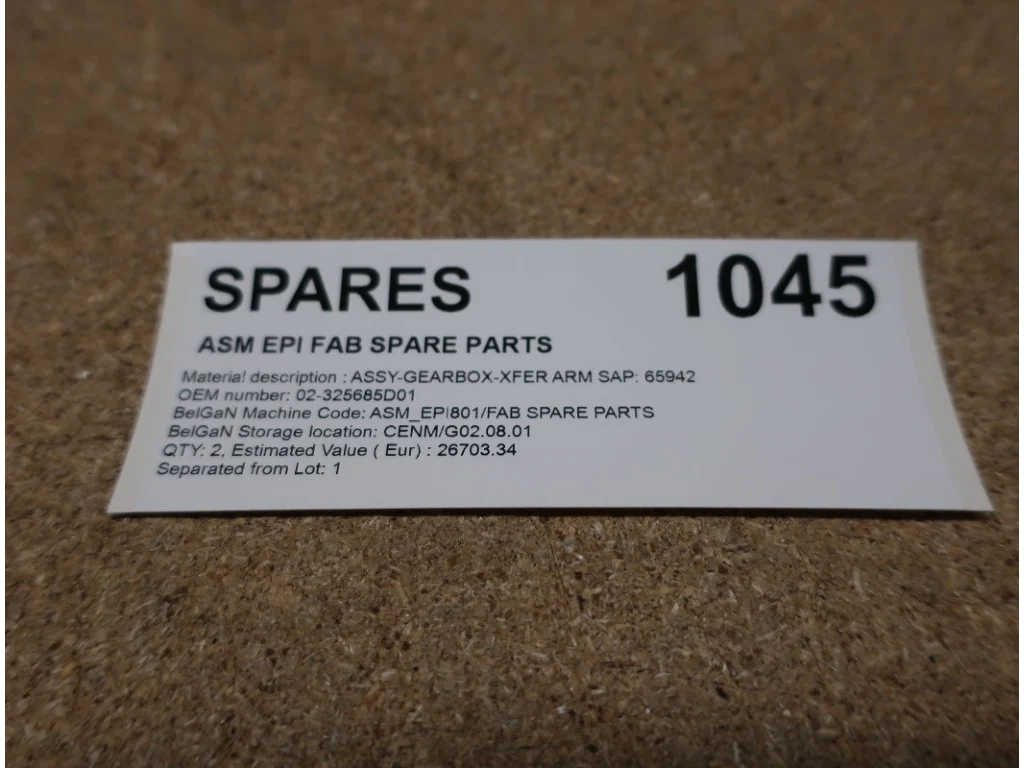 SPARES 1045
ASM EPI FAB SPARE PARTS
Material description : ASSY-GEARBOX-XFER ARM SAP: 65942
OEM number: 02-325685D01
BelGaN Machine Code: ASM_EPI801/FAB SPARE PARTS
BelGaN Storage location: CENM/G02.08.01
QTY: 2, Estimated Value ( Eur) : 26703.34
Separated from Lot: 1